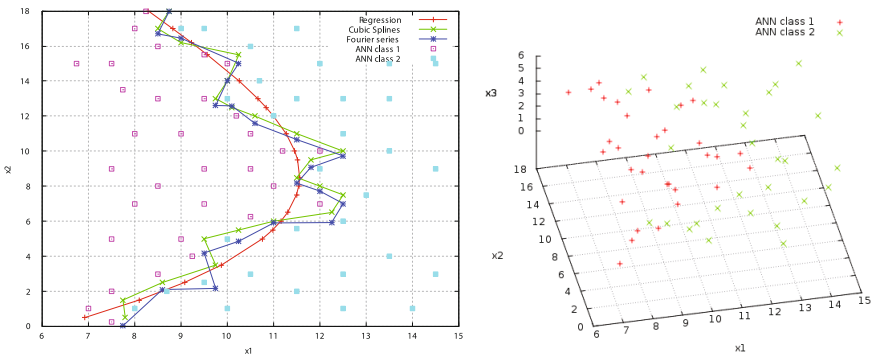 Regression
Cubic Splines
Fourier series
ANN class 1
ANN class 2
18
16
14
12
10
8
6
4
2
0
x2
6 7 8 9 10 11 12 13 14 15
x1
ANN class 1
ANN class 2
x3
6
5
4
3
2
1
0
18
16
14
12
10
8
6
4
2
0
x2
6 7 8 9 10 11 12 13 14 15
x1